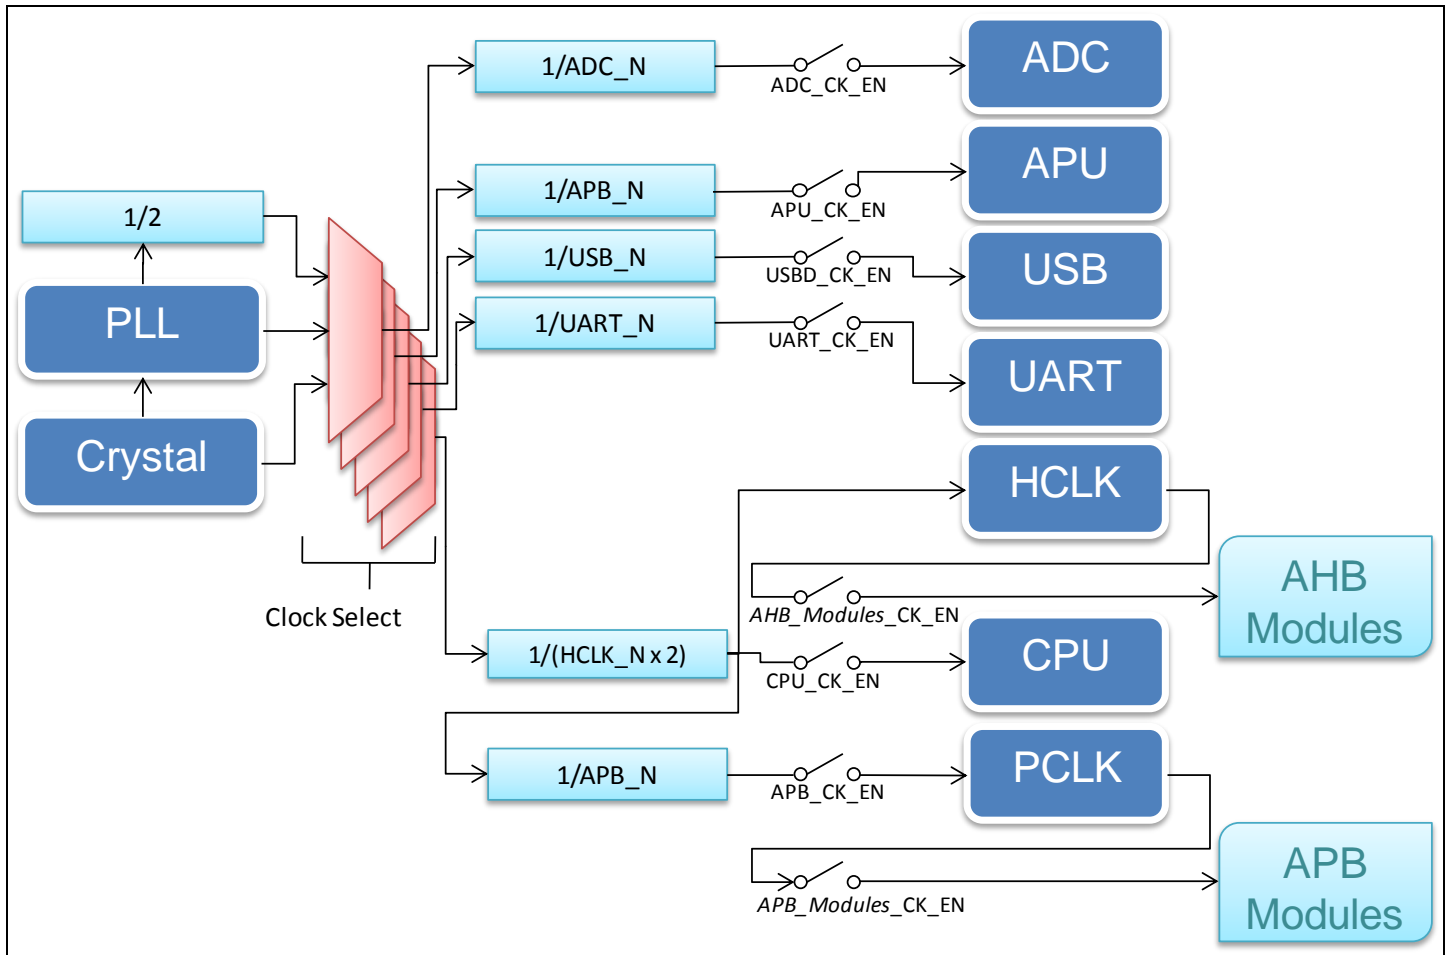 1/ADC_N
ADC_CK_EN
ADC
1/2
1/APB_N
APU_CK_EN
APU
PLL
1/USB_N
USBD_CK_EN
USB
1/UART_N
UART_CK_EN
UART
Crystal
HCLK
Clock Select
AHB_Modules_CK_EN
AHB
Modules
1/(HCLK_N x 2)
CPU_CK_EN
CPU
1/APB_N
APB_CK_EN
PCLK
APB_Modules_CK_EN
APB
Modules